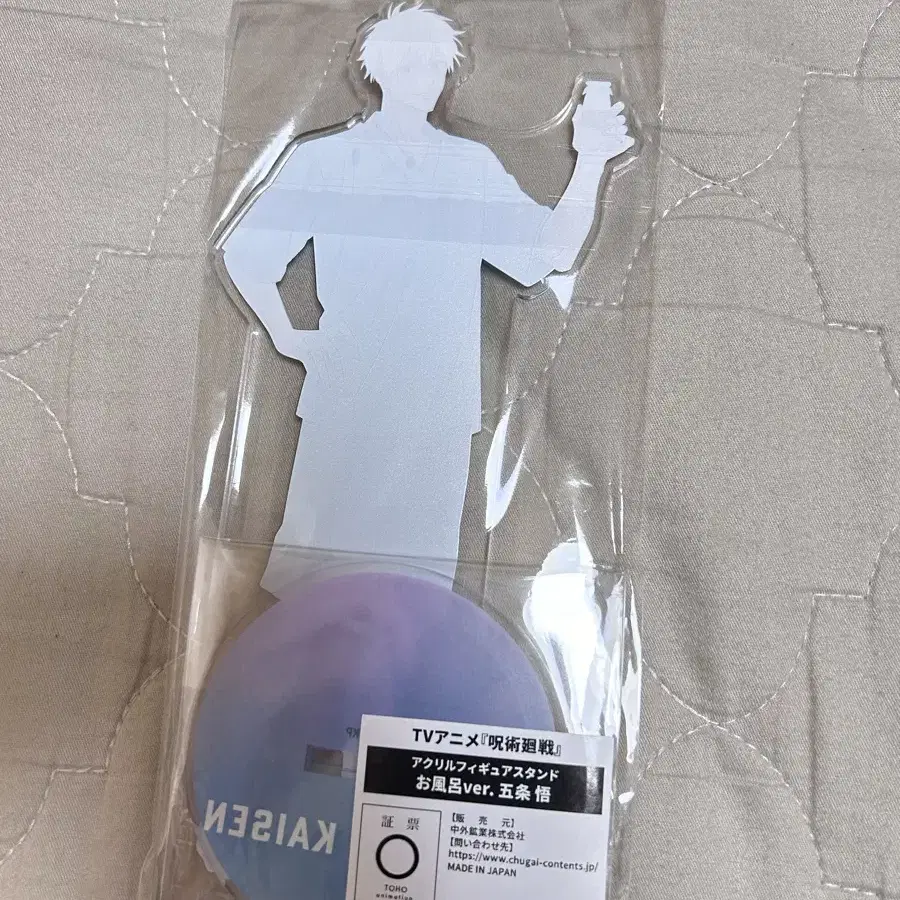 TVアニメ『呪術廻戦』
アクリルフィギュアスタンド
お風呂ver. 五条 悟
証 票
TOHO
animation
【販 売 元】
中外鉱業株式会社
【問い合わせ先】
https://www.chugai-contents.jp/
MADE IN JAPAN
KAISEN